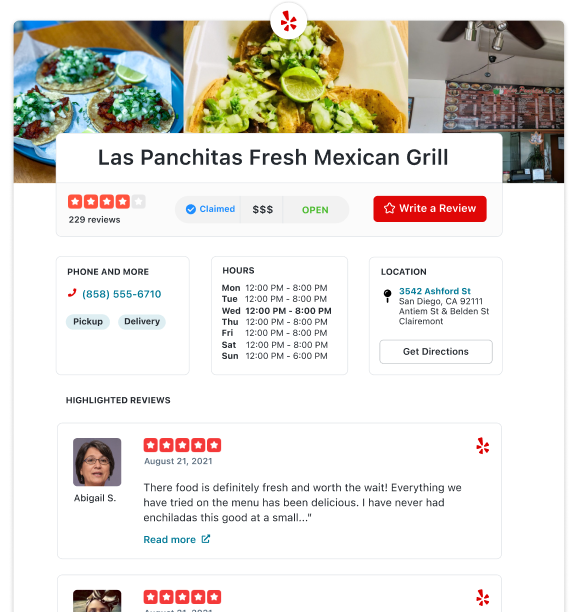 Las Panchitas Fresh Mexican Grill
229 reviews
Claimed
$$$
OPEN
Write a Review
PHONE AND MORE
(858) 555-6710
Pickup
Delivery
HOURS
Mon 12:00 PM - 8:00 PM
Tue 12:00 PM - 8:00 PM
Wed 12:00 PM - 8:00 PM
Thu 12:00 PM - 8:00 PM
Fri 12:00 PM - 8:00 PM
Sat 12:00 PM - 8:00 PM
Sun 12:00 PM - 6:00 PM
LOCATION
3542 Ashford St
San Diego, CA 92111
Antiem St & Belden St
Clairemont
Get Directions
HIGHLIGHTED REVIEWS
Abigail S.
August 21, 2021
There food is definitely fresh and worth the wait! Everything we
have tried on the menu has been delicious. I have never had
enchiladas this good at a small..."
Read more
August 21, 2021